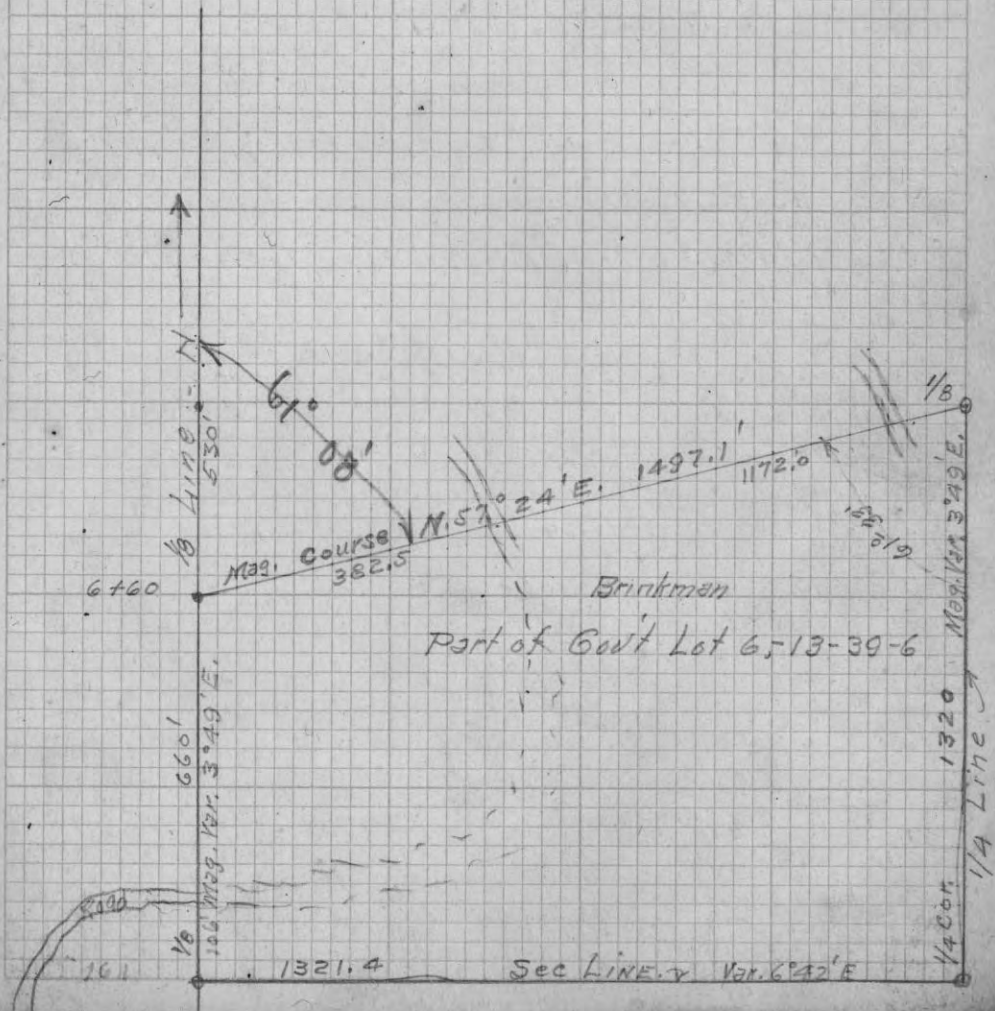 N
61° 08'
1/8 Line
530'
1/8
Mag. Course N. 57° 24' E. 1497.1'
382.5
1172.0
6+60
Brinkman
Part of Gov't Lot 6,-13-39-6
Mag. Var. 3°49' E.
1320
1/4 Line
1/4 Cor.
660'
106' Mag. Var. 3°49' E.
1/8
Road
1321.4
Sec LINE. Var. 6°42' E